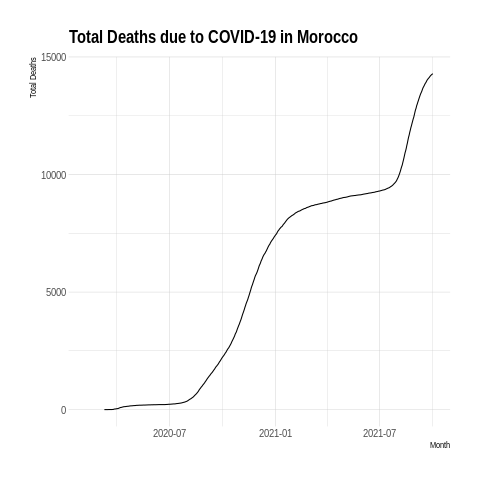 Total Deaths due to COVID-19 in Morocco
Total Deaths
15000
10000
5000
0
2020-07
2021-01
2021-07
Month